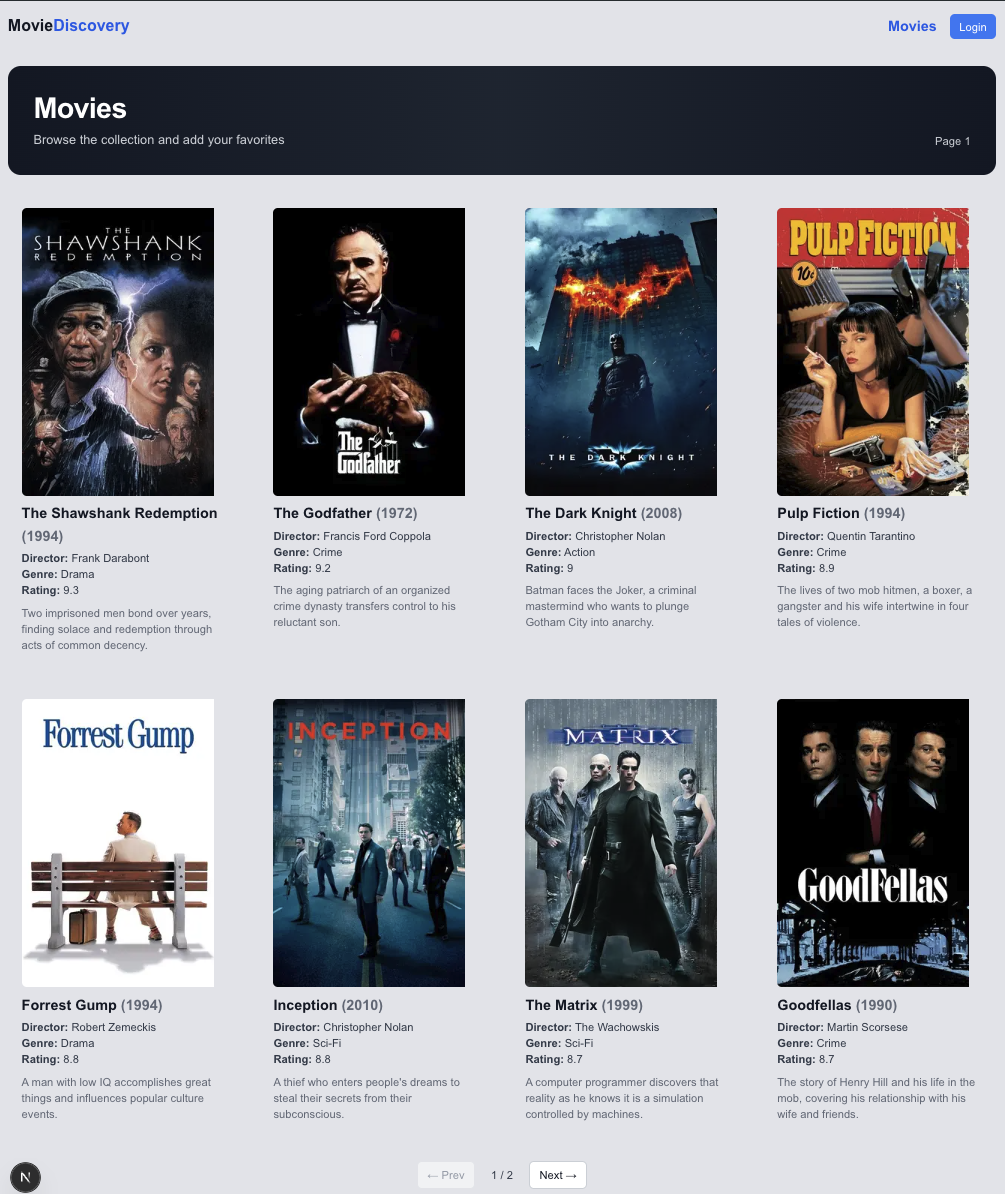 MovieDiscovery
Movies
Login
Movies
Browse the collection and add your favorites
Page 1
THE
SHAWSHANK
REDEMPTION
The
Godfather
THE DARK KNIGHT
PULP FICTION
10¢
The Shawshank Redemption
(1994)
Director: Frank Darabont
Genre: Drama
Rating: 9.3
Two imprisoned men bond over years,
finding solace and redemption through
acts of common decency.
The Godfather (1972)
Director: Francis Ford Coppola
Genre: Crime
Rating: 9.2
The aging patriarch of an organized
crime dynasty transfers control to his
reluctant son.
The Dark Knight (2008)
Director: Christopher Nolan
Genre: Action
Rating: 9
Batman faces the Joker, a criminal
mastermind who wants to plunge
Gotham City into anarchy.
Pulp Fiction (1994)
Director: Quentin Tarantino
Genre: Crime
Rating: 8.9
The lives of two mob hitmen, a boxer, a
gangster and his wife intertwine in four
tales of violence.
Forrest Gump
INCEPTION
MATRIX
GoodFellas
Forrest Gump (1994)
Director: Robert Zemeckis
Genre: Drama
Rating: 8.8
A man with low IQ accomplishes great
things and influences popular culture
events.
Inception (2010)
Director: Christopher Nolan
Genre: Sci-Fi
Rating: 8.8
A thief who enters people's dreams to
steal their secrets from their
subconscious.
The Matrix (1999)
Director: The Wachowskis
Genre: Sci-Fi
Rating: 8.7
A computer programmer discovers that
reality as he knows it is a simulation
controlled by machines.
Goodfellas (1990)
Director: Martin Scorsese
Genre: Crime
Rating: 8.7
The story of Henry Hill and his life in the
mob, covering his relationship with his
wife and friends.
N
← Prev
1 / 2
Next →